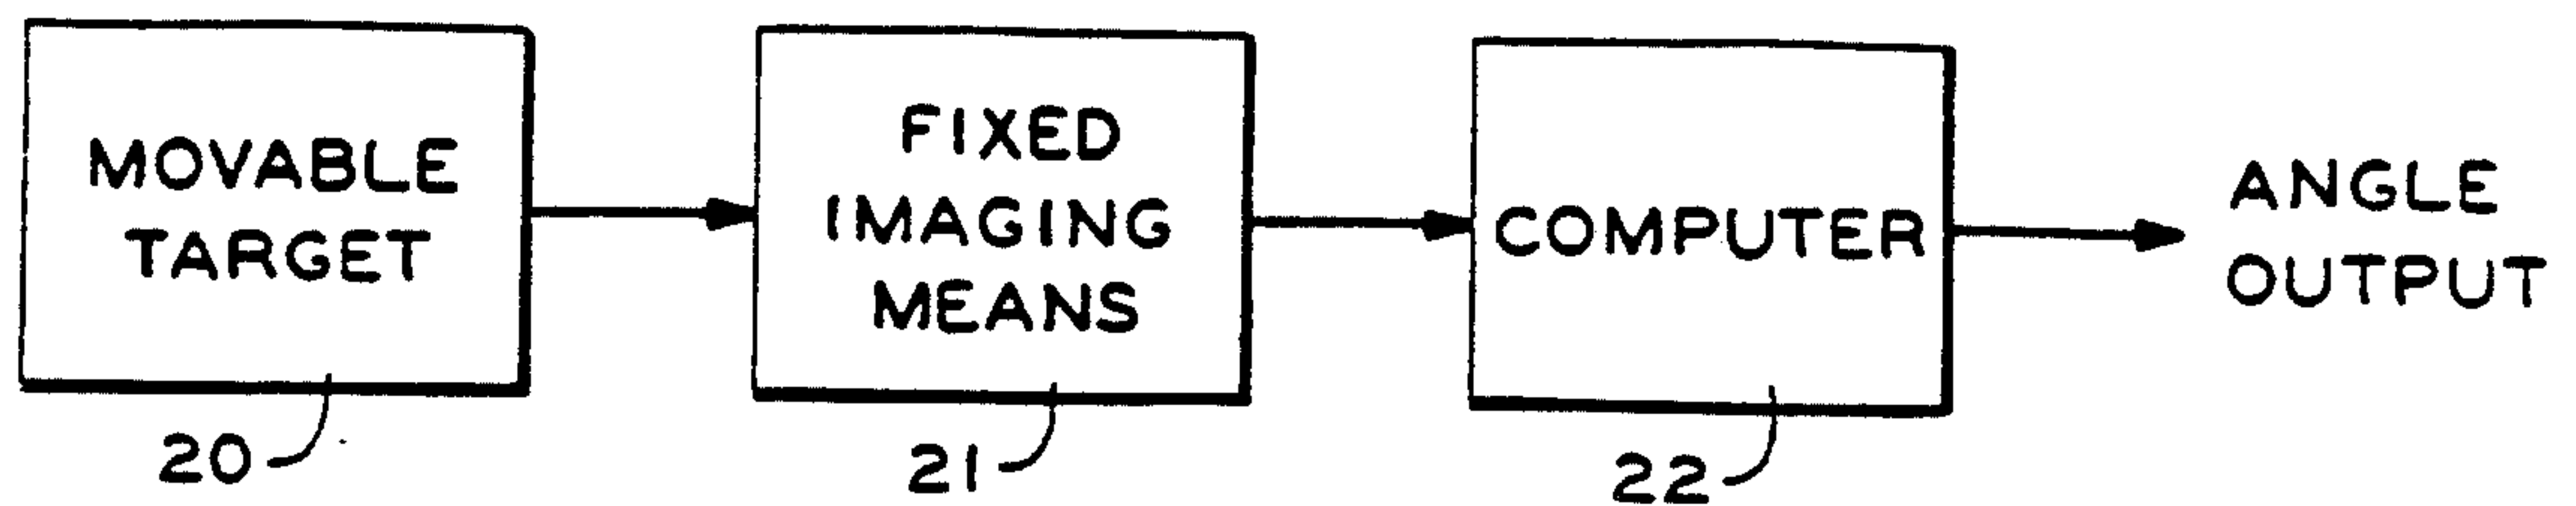 MOVABLE
TARGET
20
FIXED
IMAGING
MEANS
21
COMPUTER
22
ANGLE
OUTPUT